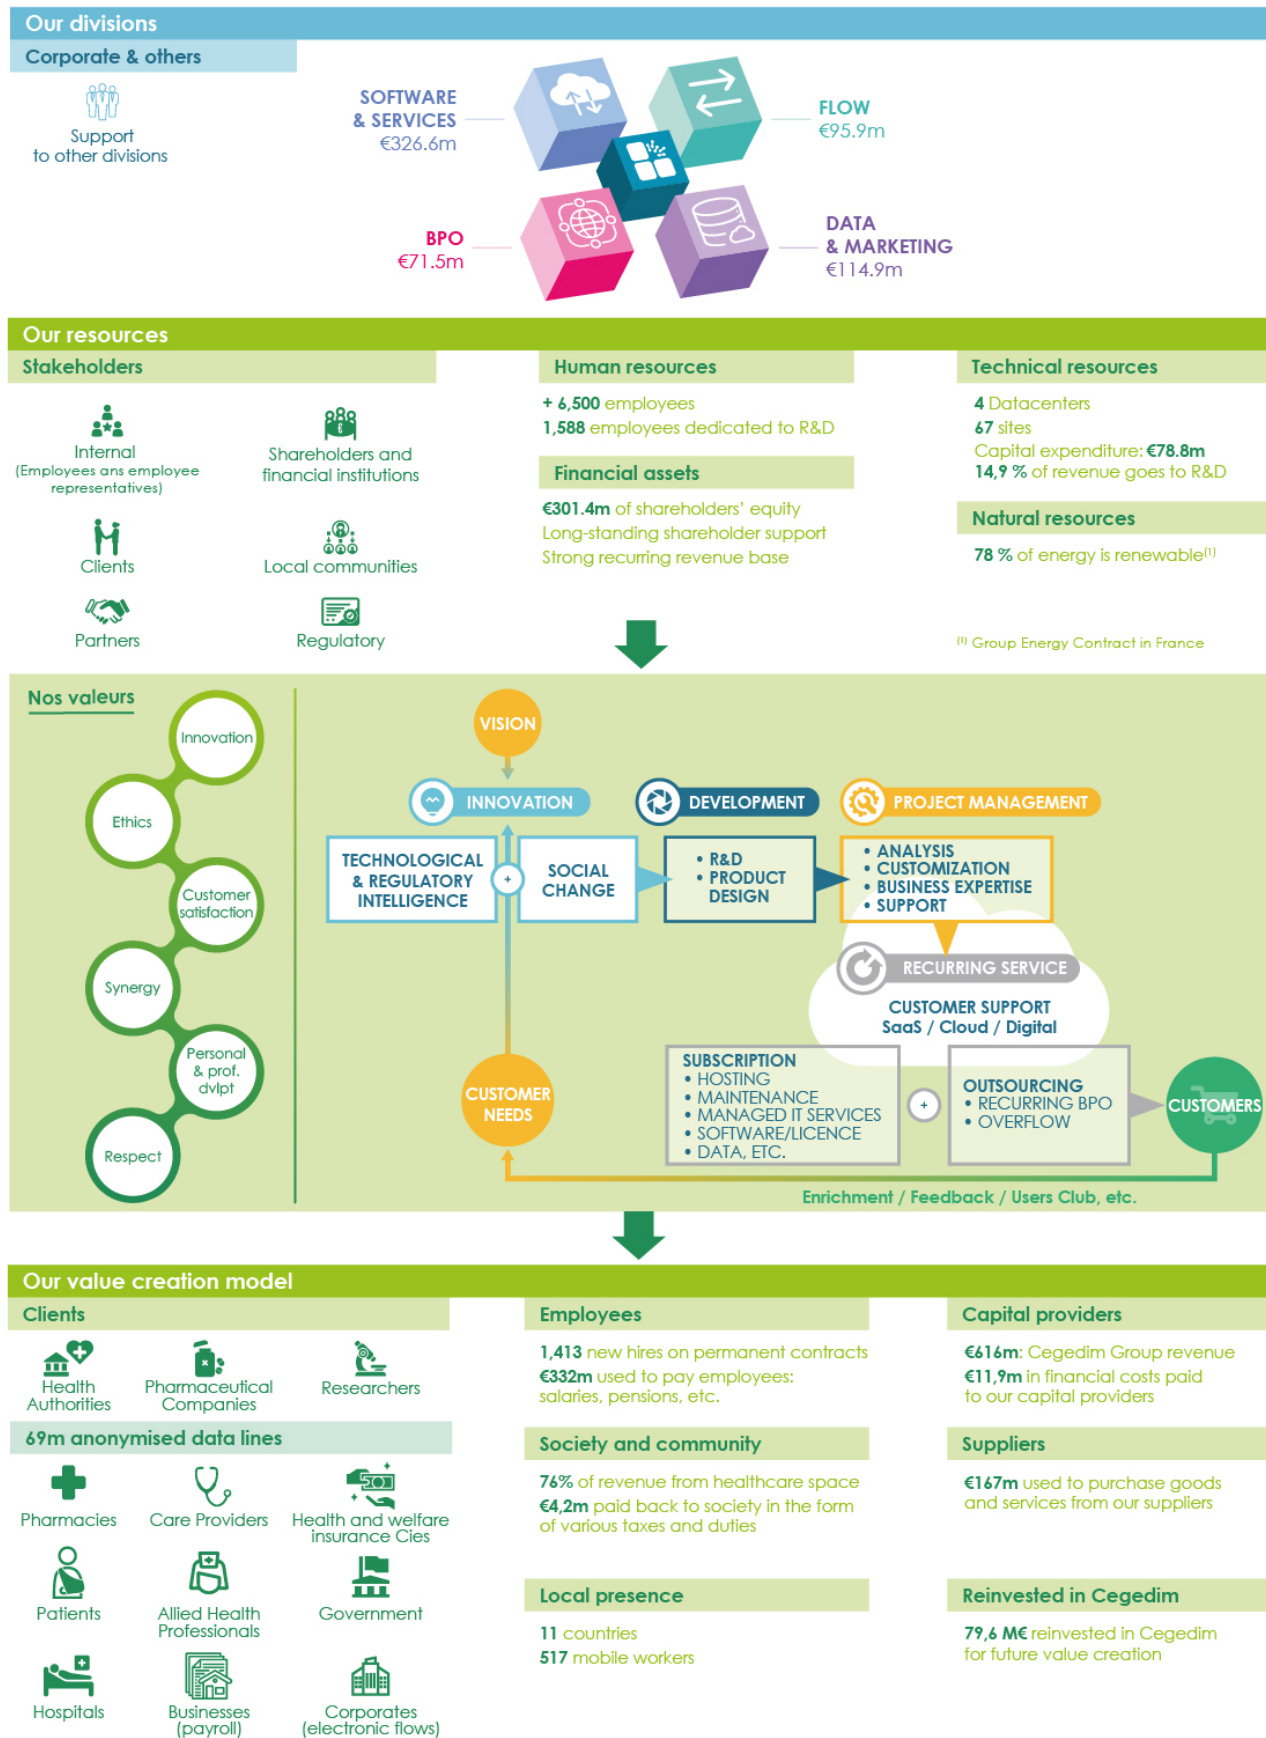 Our divisions
Corporate & others
Support
to other divisions
SOFTWARE
& SERVICES
€326.6m
FLOW
€95.9m
BPO
€71.5m
DATA
& MARKETING
€114.9m
Our resources
Stakeholders
Internal
(Employees ans employee
representatives)
Shareholders and
financial institutions
Clients
Local communities
Partners
Regulatory
Human resources
+ 6,500 employees
1,588 employees dedicated to R&D
Financial assets
€301.4m of shareholders' equity
Long-standing shareholder support
Strong recurring revenue base
Technical resources
4 Datacenters
67 sites
Capital expenditure: €78.8m
14,9 % of revenue goes to R&D
Natural resources
78 % of energy is renewable(1)
(1) Group Energy Contract in France
Nos valeurs
Innovation
Ethics
Customer
satisfaction
Synergy
Personal
& prof.
dvlpt
Respect
VISION
INNOVATION
DEVELOPMENT
PROJECT MANAGEMENT
TECHNOLOGICAL
& REGULATORY
INTELLIGENCE
+
SOCIAL
CHANGE
• R&D
• PRODUCT
DESIGN
• ANALYSIS
• CUSTOMIZATION
• BUSINESS EXPERTISE
• SUPPORT
RECURRING SERVICE
CUSTOMER SUPPORT
SaaS / Cloud / Digital
CUSTOMER
NEEDS
SUBSCRIPTION
• HOSTING
• MAINTENANCE
• MANAGED IT SERVICES
• SOFTWARE/LICENCE
• DATA, ETC.
+
OUTSOURCING
• RECURRING BPO
• OVERFLOW
CUSTOMERS
Enrichment / Feedback / Users Club, etc.
Our value creation model
Clients
Health
Authorities
Pharmaceutical
Companies
Researchers
69m anonymised data lines
Pharmacies
Care Providers
Health and welfare
insurance Cies
Patients
Allied Health
Professionals
Government
Hospitals
Businesses
(payroll)
Corporates
(electronic flows)
Employees
1,413 new hires on permanent contracts
€332m used to pay employees:
salaries, pensions, etc.
Society and community
76% of revenue from healthcare space
€4,2m paid back to society in the form
of various taxes and duties
Local presence
11 countries
517 mobile workers
Capital providers
€616m: Cegedim Group revenue
€11,9m in financial costs paid
to our capital providers
Suppliers
€167m used to purchase goods
and services from our suppliers
Reinvested in Cegedim
79,6 M€ reinvested in Cegedim
for future value creation